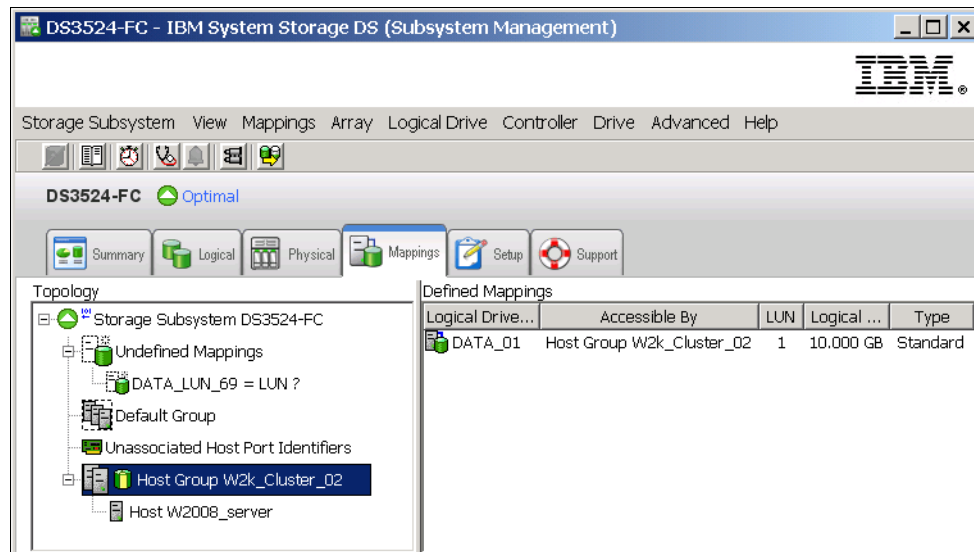 DS3524-FC - IBM System Storage DS (Subsystem Management)
IBM®
Storage Subsystem View Mappings Array Logical Drive Controller Drive Advanced Help
DS3524-FC Optimal
Summary Logical Physical Mappings Setup Support
Topology
Storage Subsystem DS3524-FC
Undefined Mappings
DATA_LUN_69 = LUN ?
Default Group
Unassociated Host Port Identifiers
Host Group W2k_Cluster_02
Host W2008_server
Defined Mappings
Logical Drive... Accessible By LUN Logical ... Type
DATA_01 Host Group W2k_Cluster_02 1 10.000 GB Standard